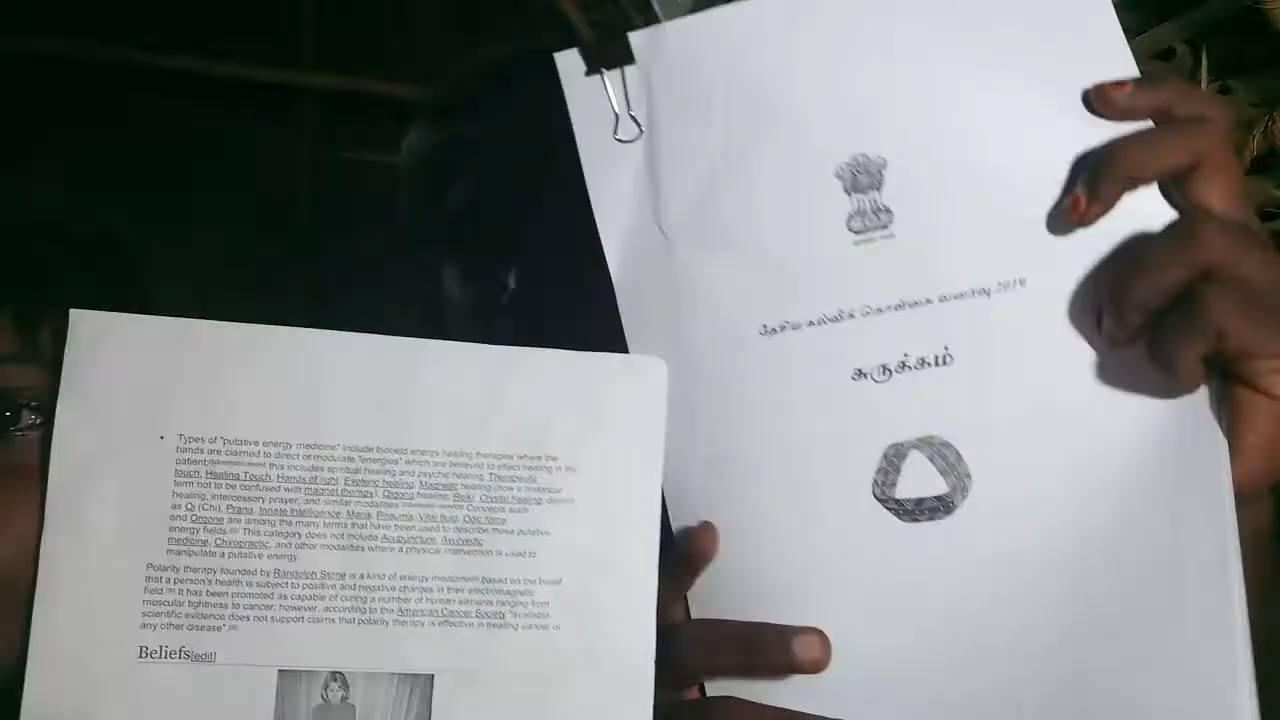 Types of "putative energy medicine" include biofield energy healing therapies where the
hands are claimed to direct or modulate "energies" which are believed to effect healing in the
patient; this includes spiritual healing and psychic healing, Therapeutic
touch, Healing Touch, Hands of light, Esoteric healing, Magnetic healing (now a historical
term not to be confused with magnet therapy), Qigong healing, Reiki, Crystal healing, distant
healing, intercessory prayer, and similar modalities. Concepts such
as Qi (Chi), Prana, Innate Intelligence, Mana, Pneuma, Vital fluid, Odic force
and Orgone are among the many terms that have been used to describe these putative
energy fields. This category does not include Acupuncture, Ayurvedic
medicine, Chiropractic, and other modalities where a physical intervention is used to
manipulate a putative energy.
Polarity therapy founded by Randolph Stone is a kind of energy medicine based on the belief
that a person's health is subject to positive and negative charges in their electromagnetic
field. It has been promoted as capable of curing a number of human ailments ranging from
muscular tightness to cancer; however, according to the American Cancer Society "available
scientific evidence does not support claims that polarity therapy is effective in treating cancer or
any other disease".
Beliefs[edit]
தேசிய கல்விக் கொள்கை வரைவு 2019
சுருக்கம்